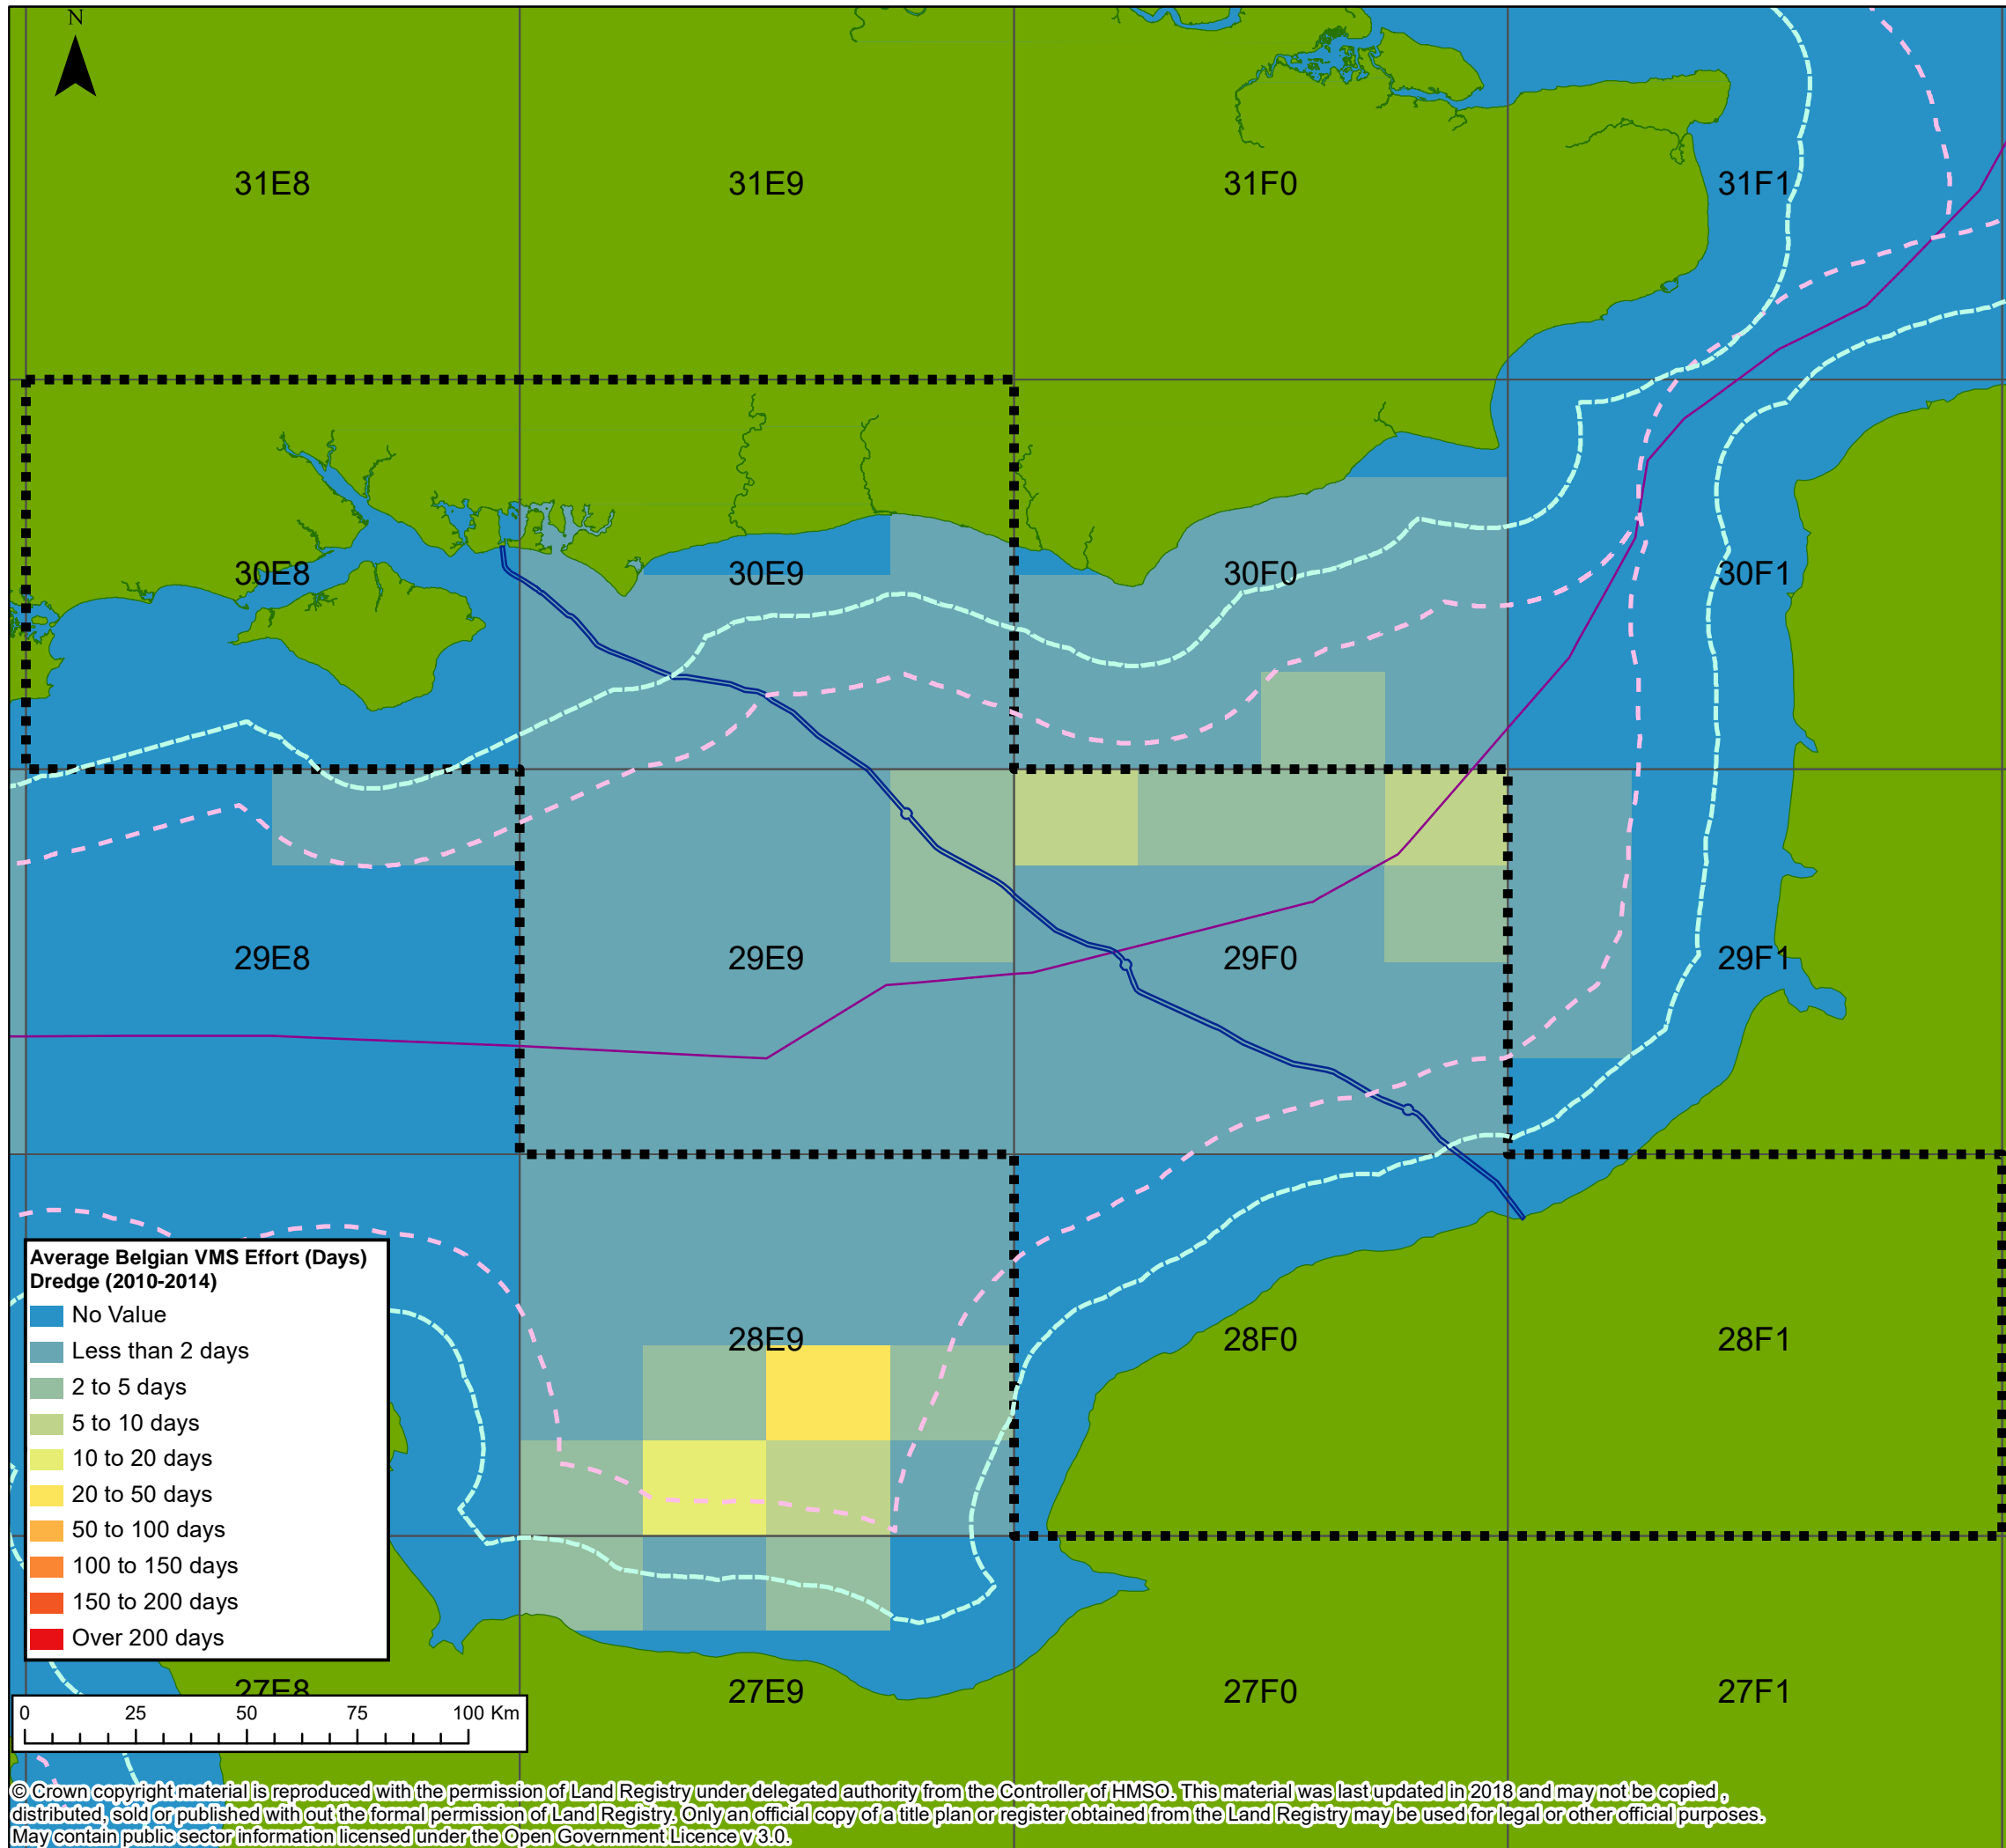 N
31E8
31E9
31F0
31F1
30E8
30E9
30F0
30F1
29E8
29E9
29F0
29F1
28E9
28F0
28F1
Average Belgian VMS Effort (Days)
Dredge (2010-2014)
No Value
Less than 2 days
2 to 5 days
5 to 10 days
10 to 20 days
20 to 50 days
50 to 100 days
100 to 150 days
150 to 200 days
Over 200 days
27E8
27E9
27F0
27F1
0 25 50 75 100 Km
© Crown copyright material is reproduced with the permission of Land Registry under delegated authority from the Controller of HMSO. This material was last updated in 2018 and may not be copied ,
distributed, sold or published with out the formal permission of Land Registry. Only an official copy of a title plan or register obtained from the Land Registry may be used for legal or other official purposes.
May contain public sector information licensed under the Open Government Licence v 3.0.